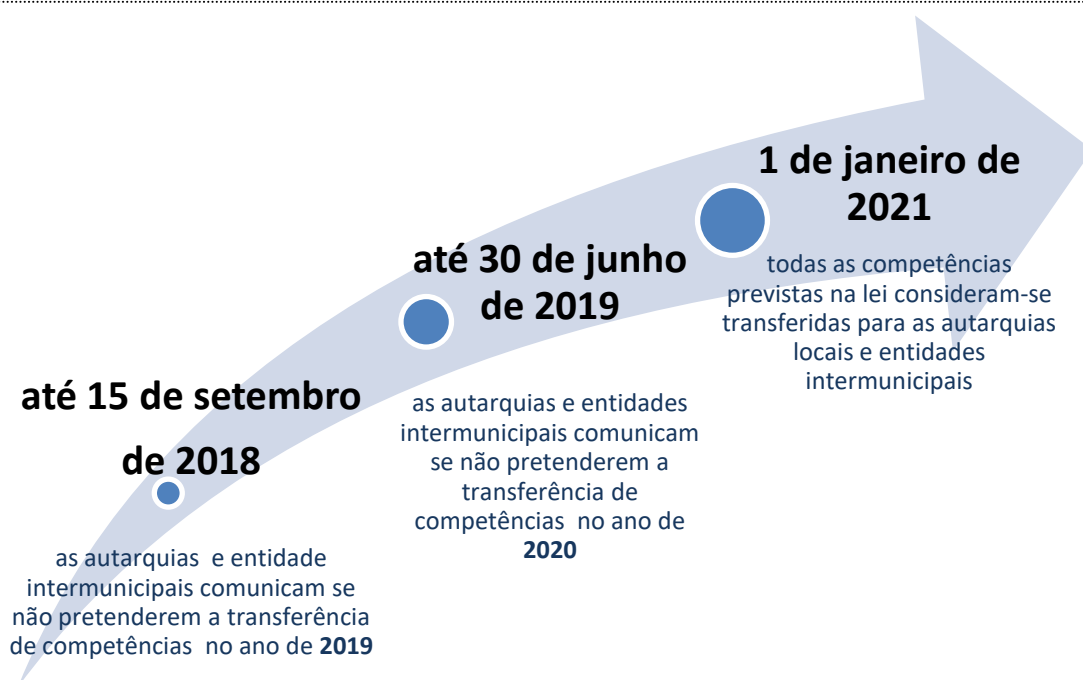 até 15 de setembro
de 2018
as autarquias e entidade
intermunicipais comunicam se
não pretenderem a transferência
de competências no ano de 2019
até 30 de junho
de 2019
as autarquias e entidades
intermunicipais comunicam
se não pretenderem a
transferência de
competências no ano de
2020
1 de janeiro de
2021
todas as competências
previstas na lei consideram-se
transferidas para as autarquias
locais e entidades
intermunicipais